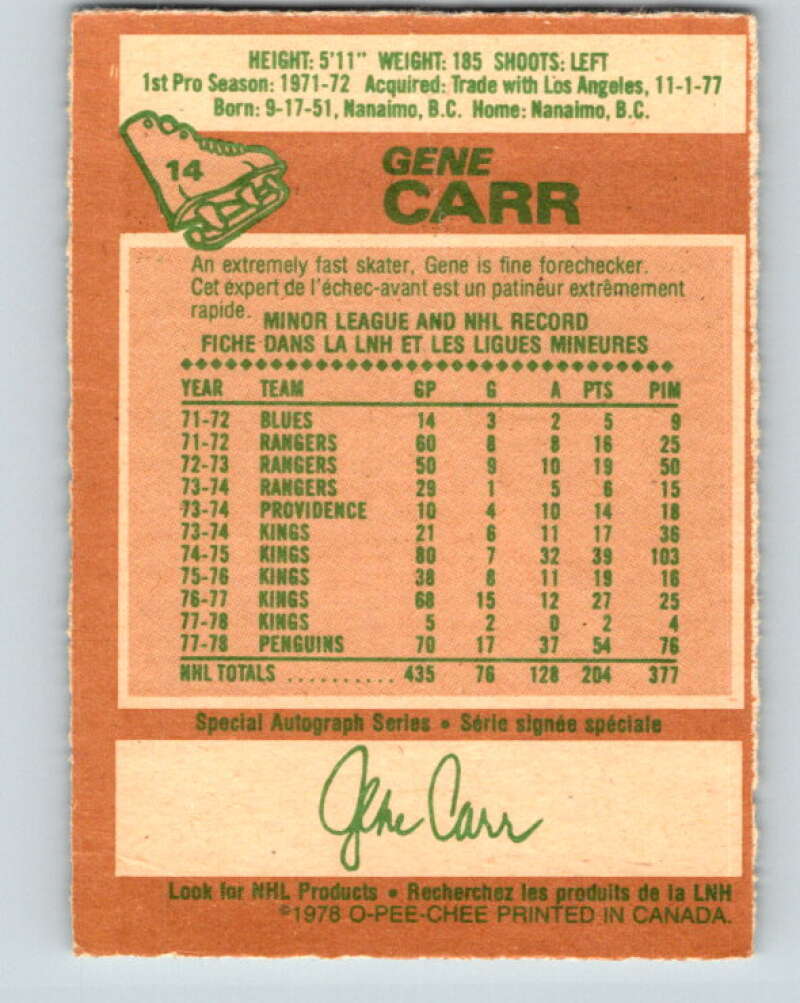 HEIGHT: 5'11" WEIGHT: 185 SHOOTS: LEFT
1st Pro Season: 1971-72 Acquired: Trade with Los Angeles, 11-1-77
Born: 9-17-51, Nanaimo, B.C. Home: Nanaimo, B.C.
14
GENE
CARR
An extremely fast skater, Gene is fine forechecker.
Cet expert de l'échec-avant est un patineur extrêmement
rapide.
MINOR LEAGUE AND NHL RECORD
FICHE DANS LA LNH ET LES LIGUES MINEURES
YEAR TEAM GP G A PTS PIM
71-72 BLUES 14 3 2 5 9
71-72 RANGERS 60 8 8 16 25
72-73 RANGERS 50 9 10 19 50
73-74 RANGERS 29 1 5 6 15
73-74 PROVIDENCE 10 4 10 14 18
73-74 KINGS 21 6 11 17 36
74-75 KINGS 80 7 32 39 103
75-76 KINGS 38 8 11 19 16
76-77 KINGS 68 15 12 27 25
77-78 KINGS 5 2 0 2 4
77-78 PENGUINS 70 17 37 54 76
NHL TOTALS .......... 435 76 128 204 377
Special Autograph Series • Série signée spéciale
Gene Carr
Look for NHL Products • Recherchez les produits de la LNH
©1978 O-PEE-CHEE PRINTED IN CANADA.